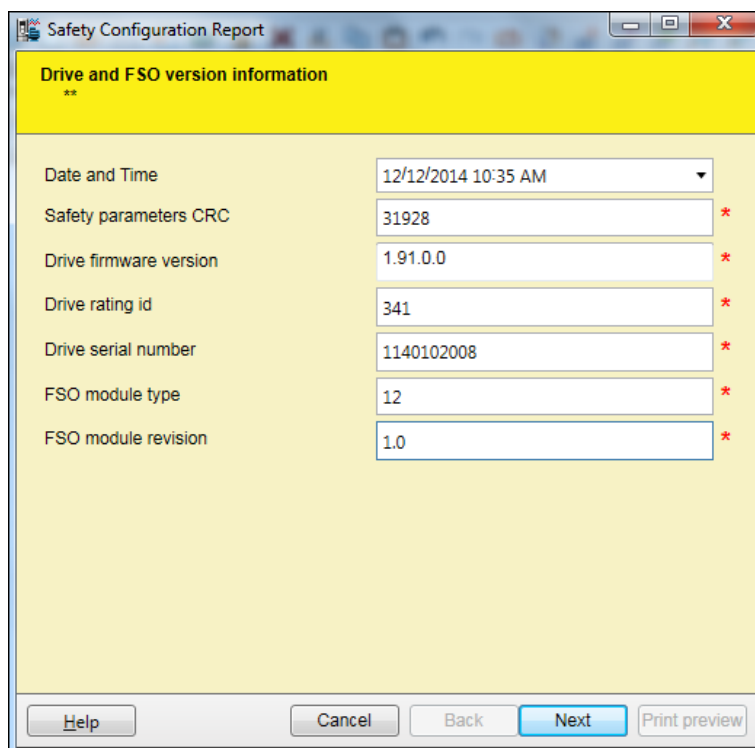 Safety Configuration Report
Drive and FSO version information
**
Date and Time 12/12/2014 10:35 AM
Safety parameters CRC 31928 *
Drive firmware version 1.91.0.0 *
Drive rating id 341 *
Drive serial number 1140102008 *
FSO module type 12 *
FSO module revision 1.0 *
Help Cancel Back Next Print preview